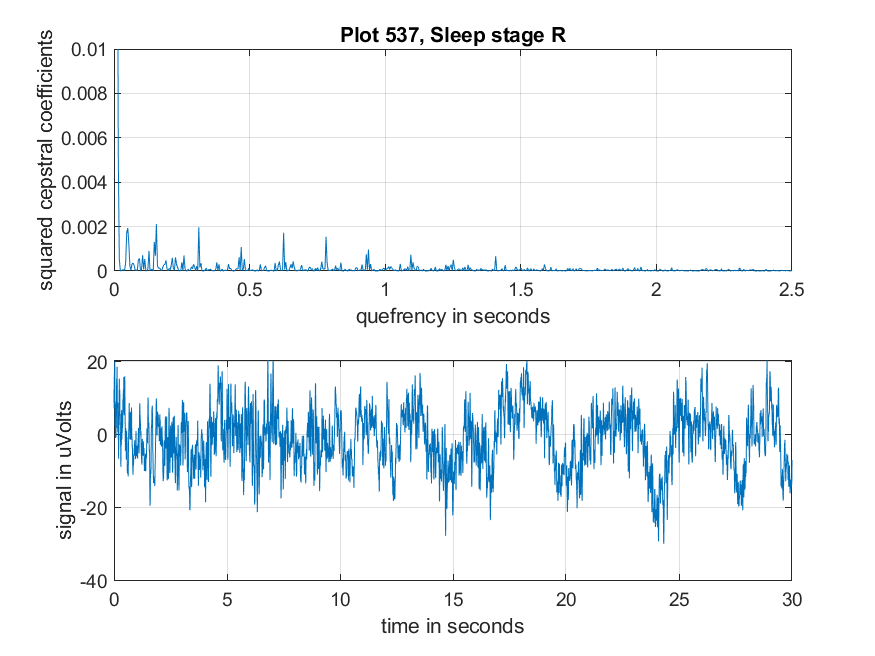 Plot 537, Sleep stage R
squared cepstral coefficients
0.01
0.008
0.006
0.004
0.002
0
0 0.5 1 1.5 2 2.5
quefrency in seconds
signal in uVolts
20
0
-20
-40
0 5 10 15 20 25 30
time in seconds